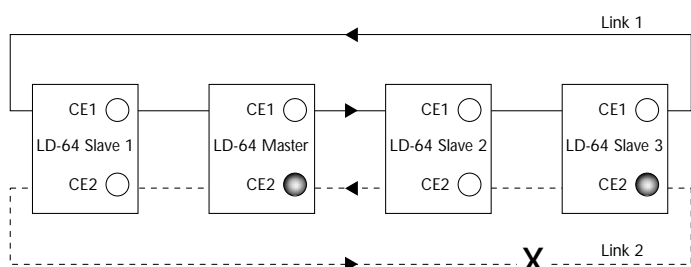 Link 1
CE1 CE1 CE1 CE1
LD-64 Slave 1 LD-64 Master LD-64 Slave 2 LD-64 Slave 3
CE2 CE2 CE2 CE2
X Link 2